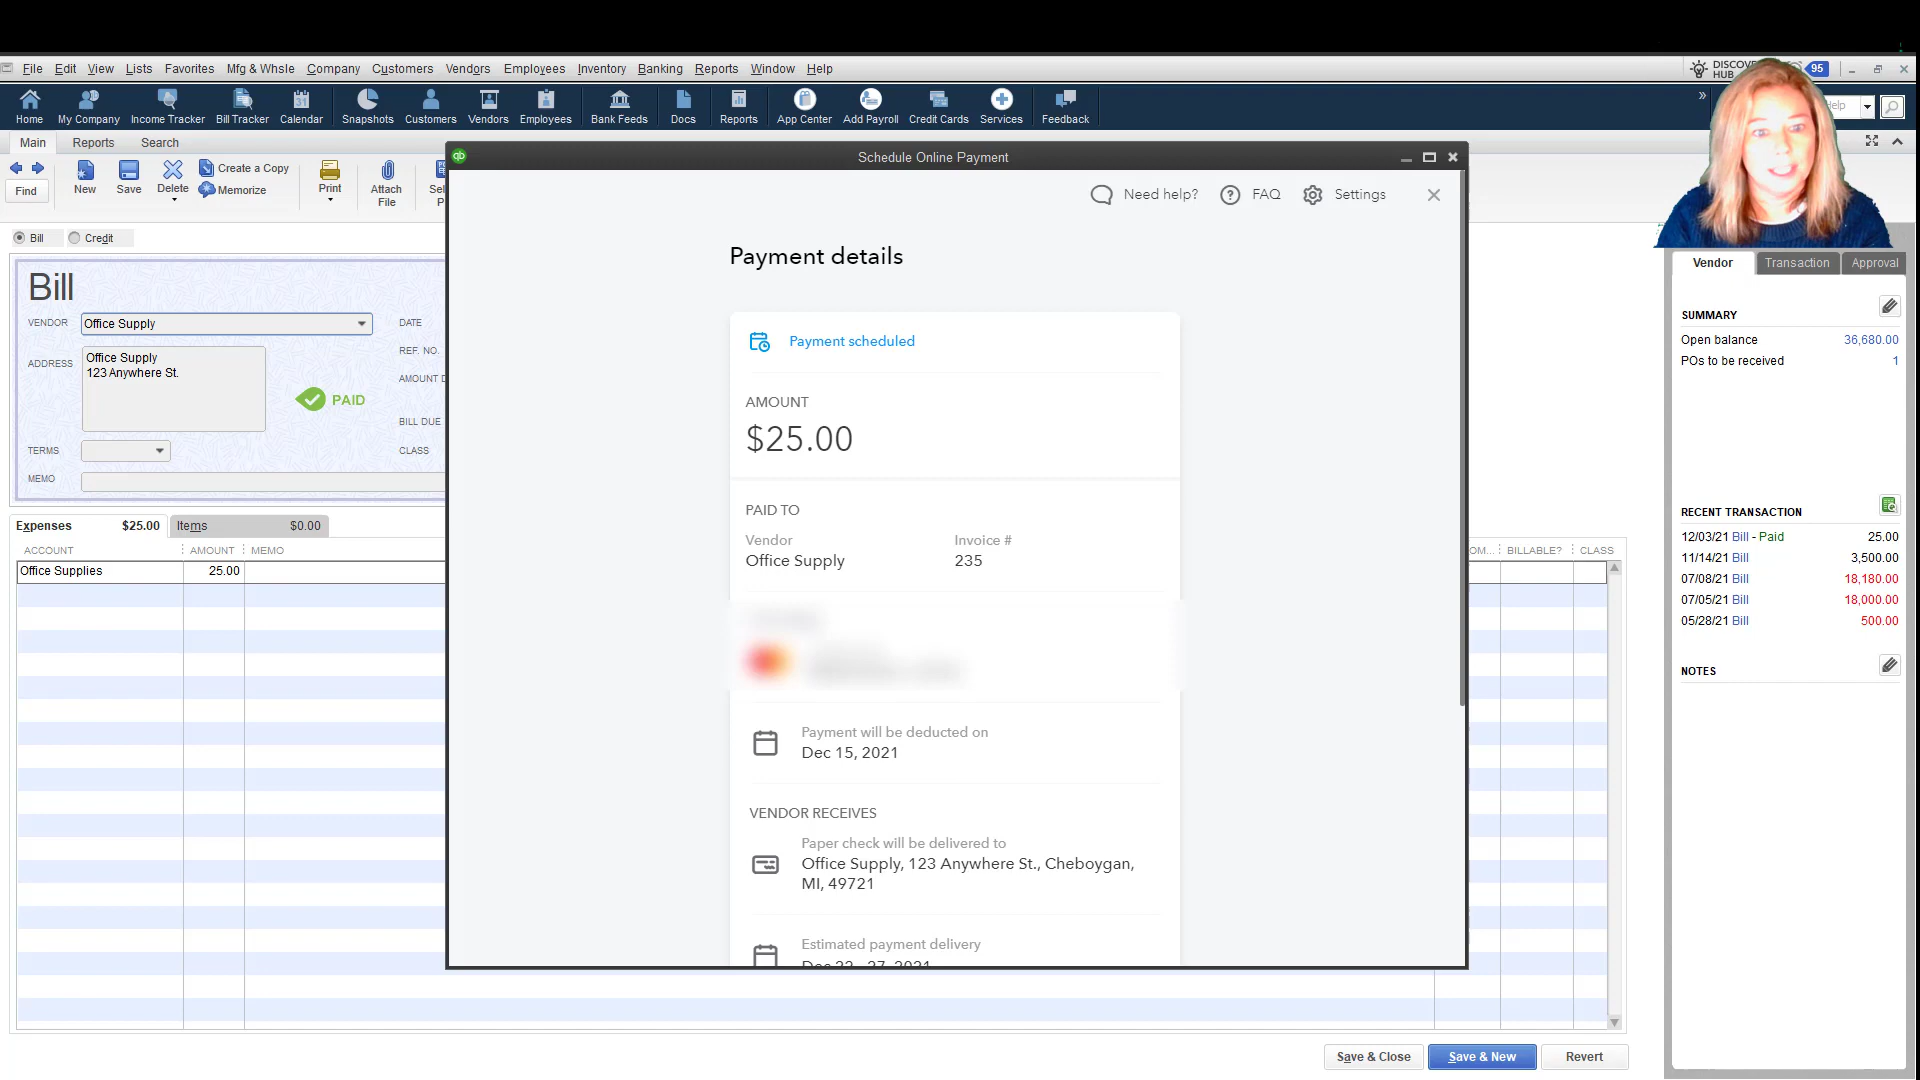 File Edit View Lists Favorites Mfg & Whsle Company Customers Vendors Employees Inventory Banking Reports Window Help
DISCOVE
HUB
95
Home My Company Income Tracker Bill Tracker Calendar Snapshots Customers Vendors Employees Bank Feeds Docs Reports App Center Add Payroll Credit Cards Services Feedback
Help
Main Reports Search
Find
New
Save
Delete
Create a Copy
Memorize
Print
Attach
File
Bill Credit
Bill
VENDOR Office Supply DATE
REF. NO.
ADDRESS Office Supply
123 Anywhere St.
AMOUNT D
PAID
BILL DUE
TERMS CLASS
MEMO
Expenses $25.00 Items $0.00
ACCOUNT AMOUNT MEMO
Office Supplies 25.00
OM... BILLABLE? CLASS
Schedule Online Payment
qb
Need help? FAQ Settings
Payment details
Payment scheduled
AMOUNT
$25.00
PAID TO
Vendor Invoice #
Office Supply 235
Payment will be deducted on
Dec 15, 2021
VENDOR RECEIVES
Paper check will be delivered to
Office Supply, 123 Anywhere St., Cheboygan,
MI, 49721
Estimated payment delivery
Vendor Transaction Approval
SUMMARY
Open balance 36,680.00
POs to be received 1
RECENT TRANSACTION
12/03/21 Bill - Paid 25.00
11/14/21 Bill 3,500.00
07/08/21 Bill 18,180.00
07/05/21 Bill 18,000.00
05/28/21 Bill 500.00
NOTES
Save & Close Save & New Revert